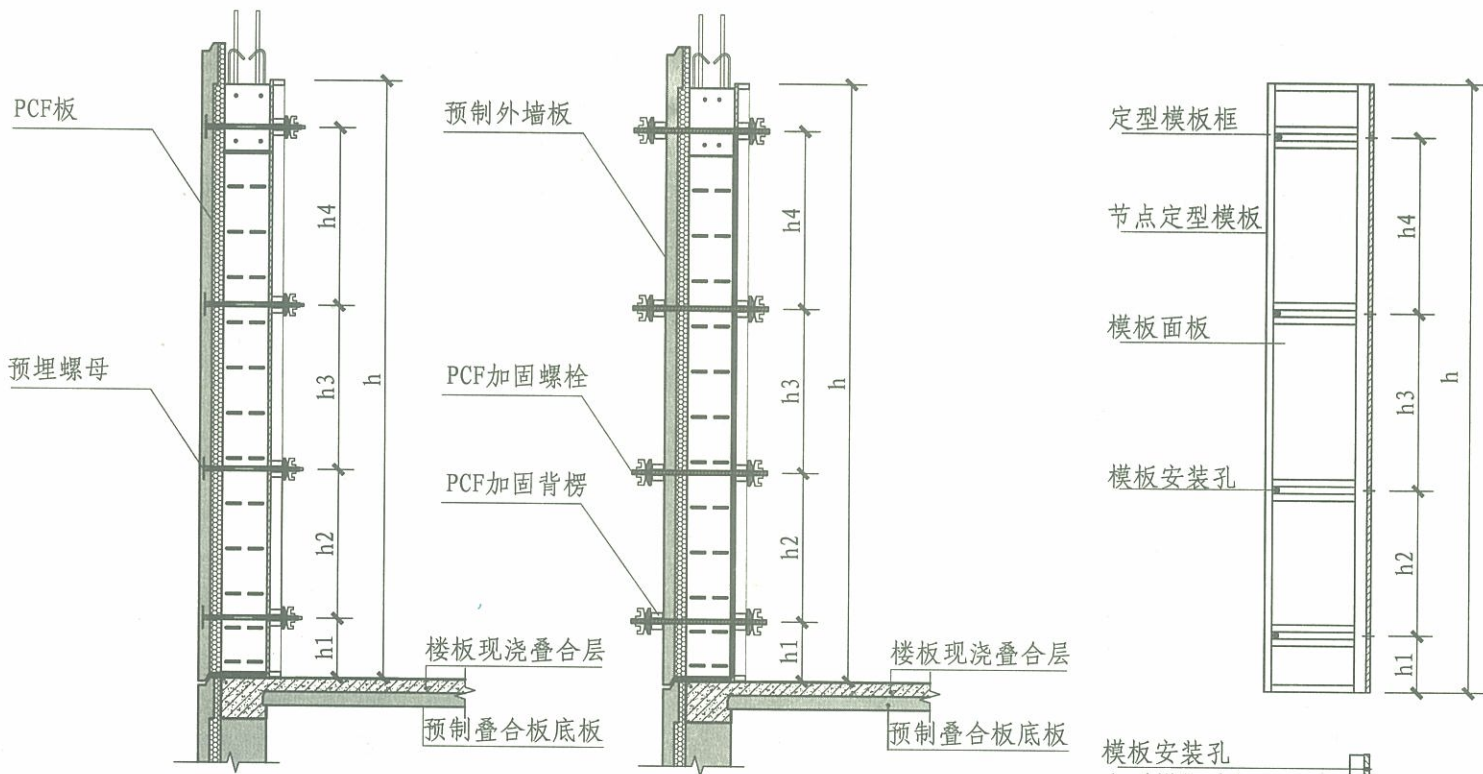 PCF板
预埋螺母
h4
h3
h2
h1
h
楼板现浇叠合层
预制叠合板底板
预制外墙板
PCF加固螺栓
PCF加固背楞
h4
h3
h2
h1
h
楼板现浇叠合层
预制叠合板底板
定型模板框
节点定型模板
模板面板
模板安装孔
h4
h3
h2
h1
h
模板安装孔